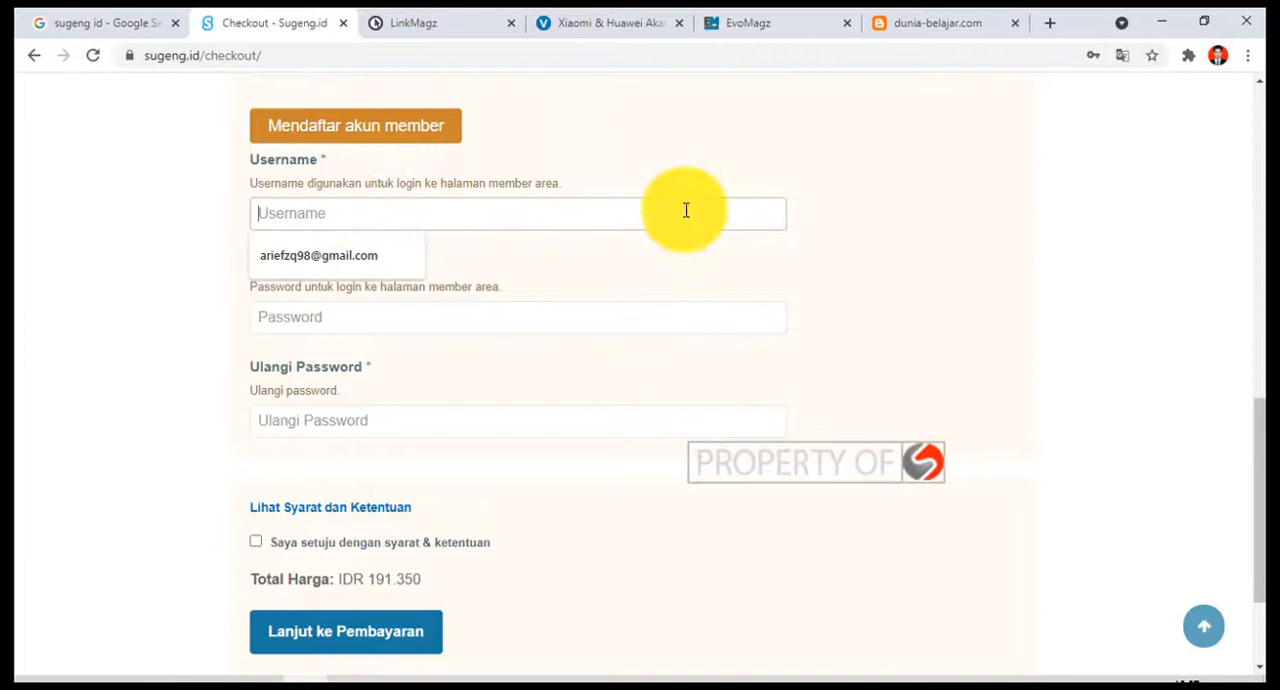 sugeng id - Google Se
Checkout - Sugeng.id
LinkMagz
Xiaomi & Huawei Aka
EvoMagz
dunia-belajar.com
sugeng.id/checkout/
Mendaftar akun member
Username *
Username digunakan untuk login ke halaman member area.
Username
ariefzq98@gmail.com
Password untuk login ke halaman member area.
Password
Ulangi Password *
Ulangi password.
Ulangi Password
PROPERTY OF
Lihat Syarat dan Ketentuan
Saya setuju dengan syarat & ketentuan
Total Harga: IDR 191.350
Lanjut ke Pembayaran